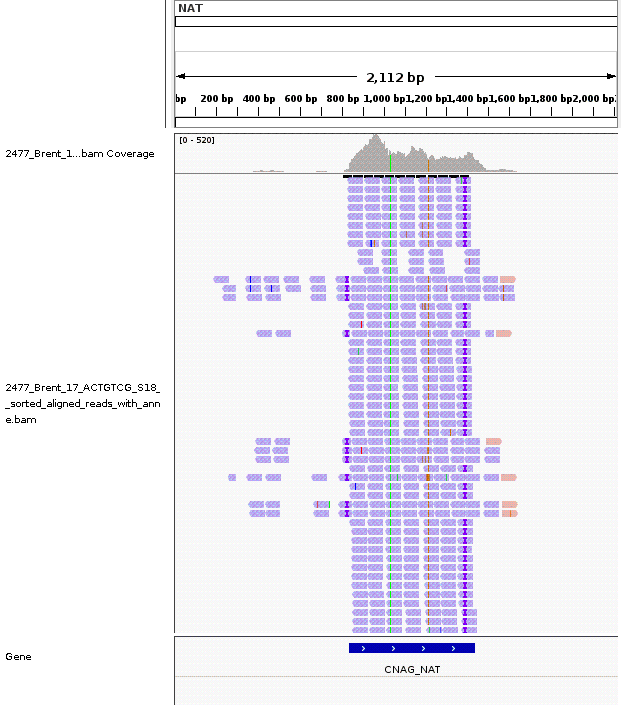 NAT
2,112 bp
bp 200 bp 400 bp 600 bp 800 bp 1,000 bp 1,200 bp 1,400 bp 1,600 bp 1,800 bp 2,000 bp
[0 - 520]
2477_Brent_1...bam Coverage
2477_Brent_17_ACTGTCG_S18_
_sorted_aligned_reads_with_ann
e.bam
Gene
CNAG_NAT